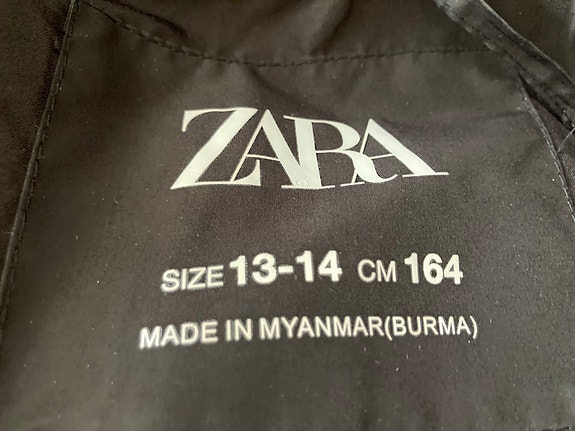 ZARA
SIZE 13-14 CM 164
MADE IN MYANMAR(BURMA)